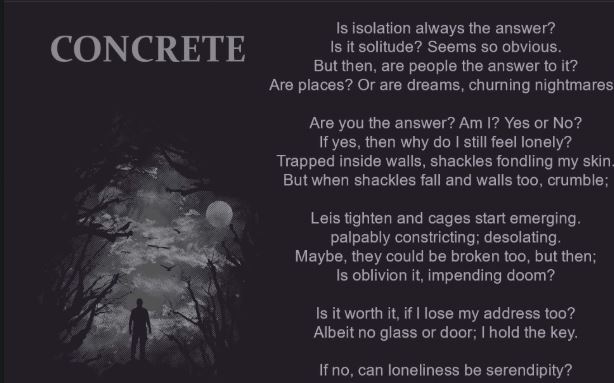 CONCRETE
Is isolation always the answer?
Is it solitude? Seems so obvious.
But then, are people the answer to it?
Are places? Or are dreams, churning nightmares
Are you the answer? Am I? Yes or No?
If yes, then why do I still feel lonely?
Trapped inside walls, shackles fondling my skin.
But when shackles fall and walls too, crumble;
Leis tighten and cages start emerging.
palpably constricting; desolating.
Maybe, they could be broken too, but then;
Is oblivion it, impending doom?
Is it worth it, if I lose my address too?
Albeit no glass or door; I hold the key.
If no, can loneliness be serendipity?